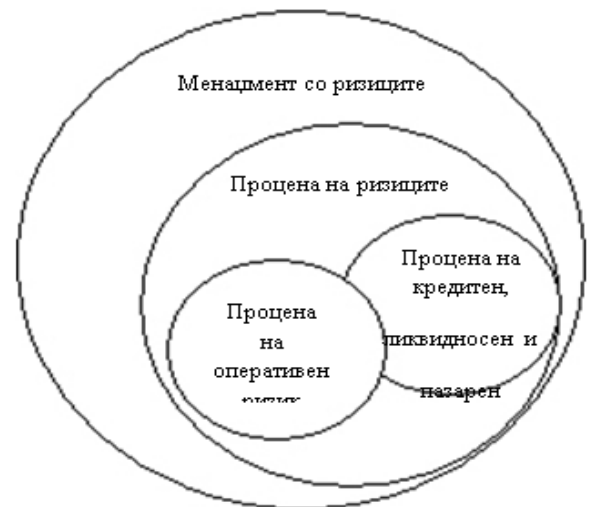 Менаџмент со ризиците
Процена на ризиците
Процена на
кредитен,
ликвидносен и
пазарен
Процена
на
оперативен